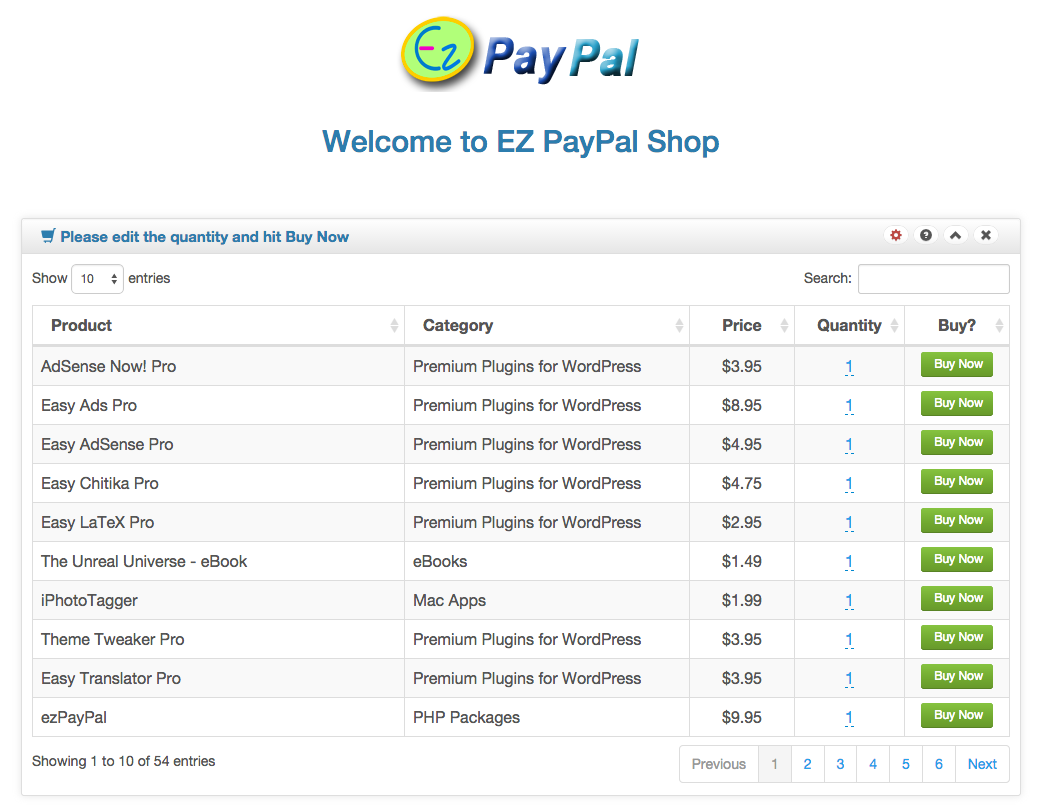 Ez PayPal
Welcome to EZ PayPal Shop
Please edit the quantity and hit Buy Now
Show 10 entries Search:
Product Category Price Quantity Buy?
AdSense Now! Pro Premium Plugins for WordPress $3.95 1 Buy Now
Easy Ads Pro Premium Plugins for WordPress $8.95 1 Buy Now
Easy AdSense Pro Premium Plugins for WordPress $4.95 1 Buy Now
Easy Chitika Pro Premium Plugins for WordPress $4.75 1 Buy Now
Easy LaTeX Pro Premium Plugins for WordPress $2.95 1 Buy Now
The Unreal Universe - eBook eBooks $1.49 1 Buy Now
iPhotoTagger Mac Apps $1.99 1 Buy Now
Theme Tweaker Pro Premium Plugins for WordPress $3.95 1 Buy Now
Easy Translator Pro Premium Plugins for WordPress $3.95 1 Buy Now
ezPayPal PHP Packages $9.95 1 Buy Now
Showing 1 to 10 of 54 entries Previous 1 2 3 4 5 6 Next